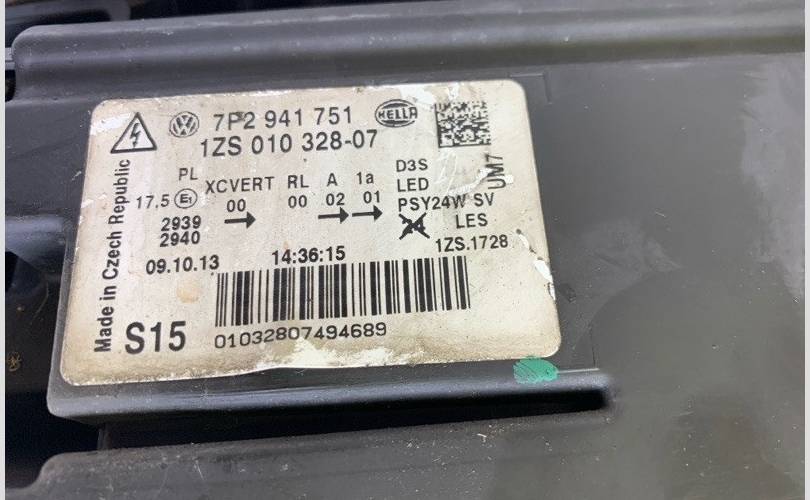 7P2 941 751 HELLA
1ZS 010 328-07
Made in Czech Republic
PL XCVERT RL A 1a D3S
17,5 E1 00 00 02 01 LED
2939 PSY24W SV
2940 LES
1ZS.1728
UM7
09.10.13 14:36:15
S15
01032807494689